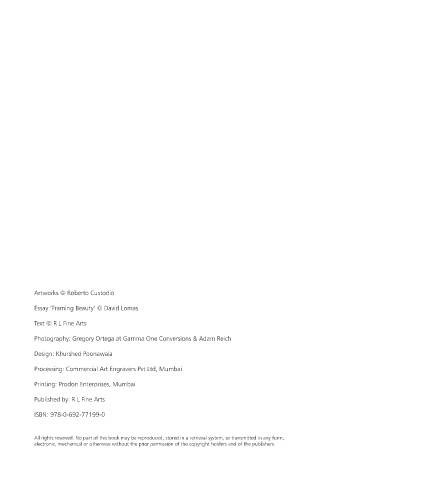 Artworks © Roberto Custodio
Essay 'Framing Beauty' © David Lomas
Text © R L Fine Arts
Photography: Gregory Ortega at Gamma One Conversions & Adam Reich
Design: Khurshed Poonawala
Processing: Commercial Art Engravers Pvt Ltd, Mumbai
Printing: Prodon Enterprises, Mumbai
Published by: R L Fine Arts
ISBN: 978-0-692-77199-0
All rights reserved. No part of this book may be reproduced, stored in a retrieval system, or transmitted in any form,
electronic, mechanical or otherwise without the prior permission of the copyright holders and of the publishers